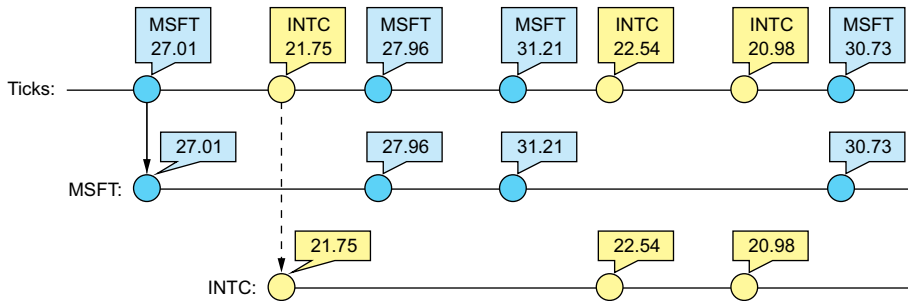 MSFT
27.01
INTC
21.75
MSFT
27.96
MSFT
31.21
INTC
22.54
INTC
20.98
MSFT
30.73
Ticks:
27.01
27.96
31.21
30.73
MSFT:
21.75
22.54
20.98
INTC: